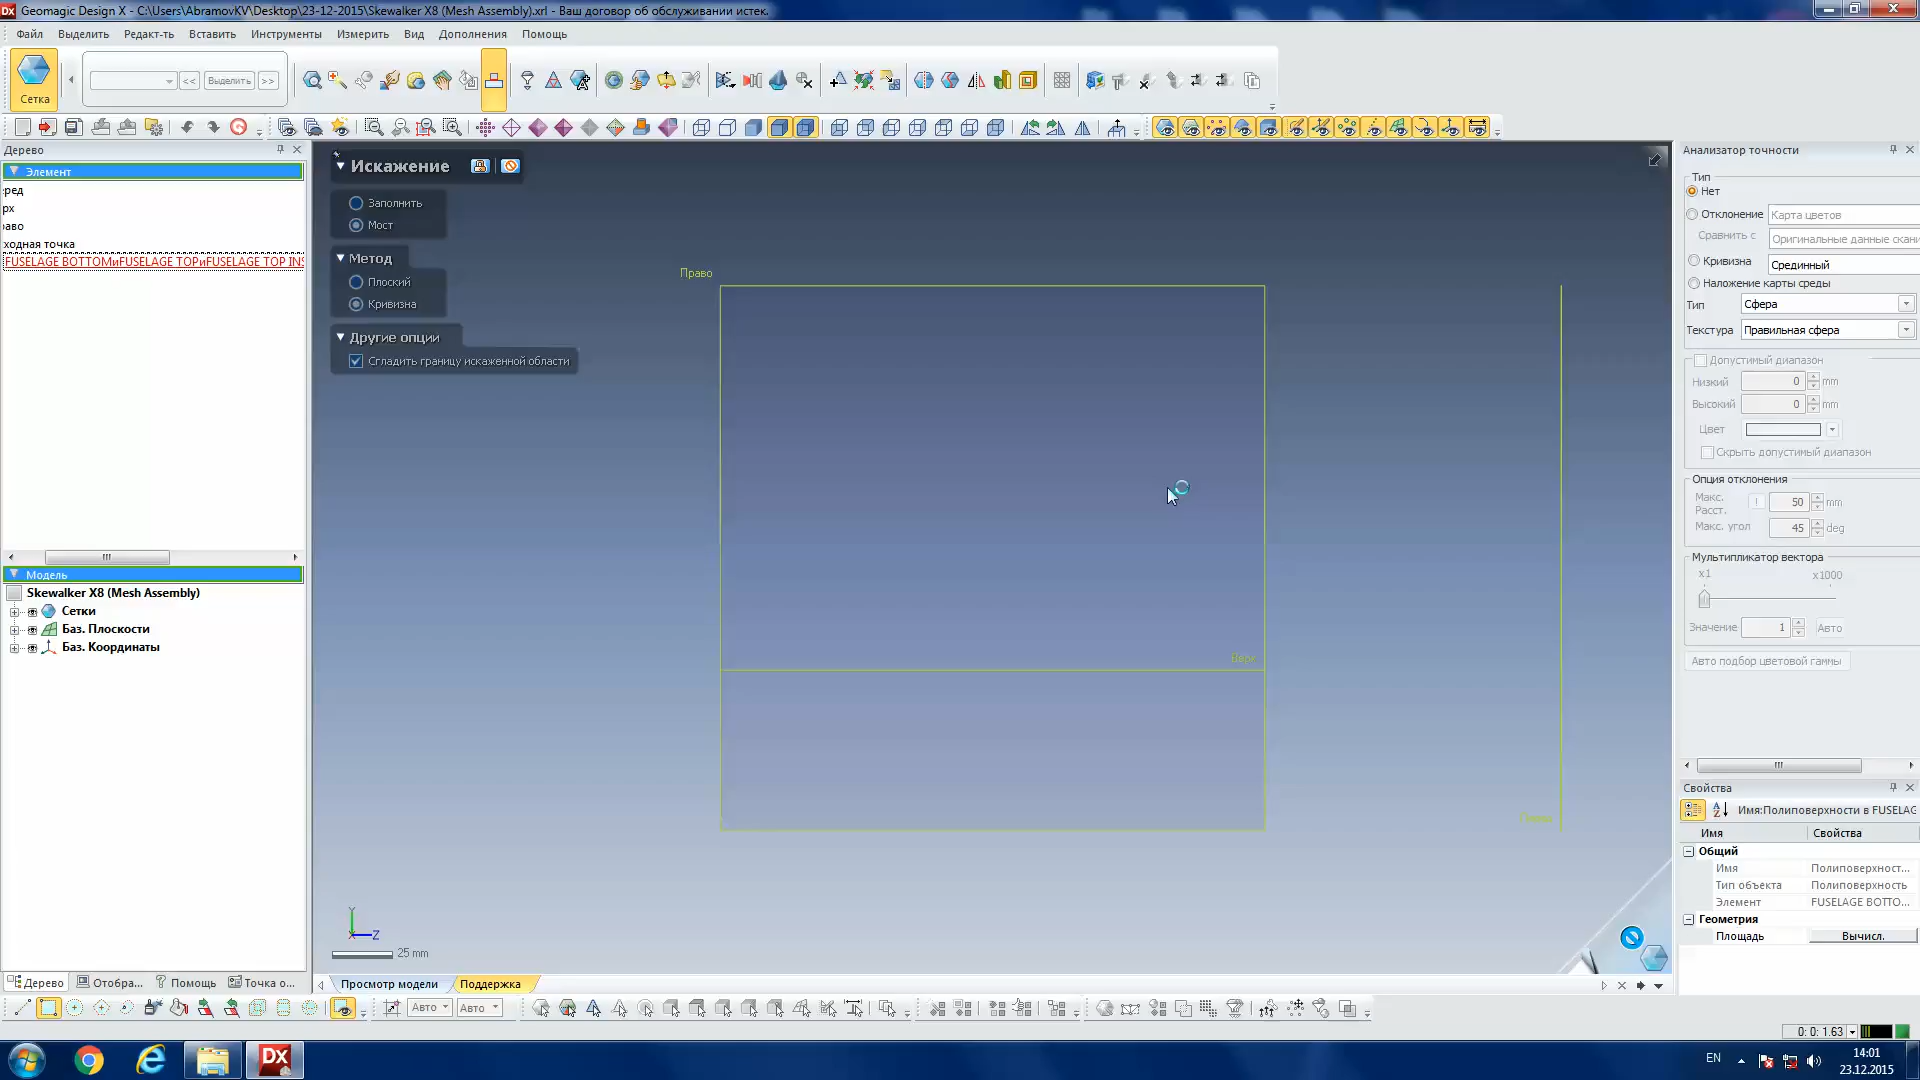 Geomagic Design X - C:\Users\AbramovKV\Desktop\23-12-2015\Skewalker X8 (Mesh Assembly).xrl - Ваш договор об обслуживании истек.
Файл Выделить Редакт-ть Вставить Инструменты Измерить Вид Дополнения Помощь
<< Выделить >>
Сетка
Дерево
Элемент
ред
рх
раво
ходная точка
FUSELAGE BOTTOMиFUSELAGE TOPиFUSELAGE TOP INS
Модель
Skewalker X8 (Mesh Assembly)
Сетки
Баз. Плоскости
Баз. Координаты
Дерево Отобра... Помощь Точка о...
Искажение
Заполнить
Мост
Метод
Плоский
Кривизна
Другие опции
Сгладить границу искаженной области
Право
Верх
Y
X Z
25 mm
Просмотр модели Поддержка
Авто Авто
Анализатор точности
Тип
Нет
Отклонение Карта цветов
Сравнить с Оригинальные данные скани
Кривизна Срединный
Наложение карты среды
Тип Сфера
Текстура Правильная сфера
Допустимый диапазон
Низкий 0 mm
Высокий 0 mm
Цвет
Скрыть допустимый диапазон
Опция отклонения
Макс. Расст. ! 50 mm
Макс. угол 45 deg
Мультипликатор вектора
x1 x1000
Значение 1 Авто
Авто подбор цветовой гаммы
Свойства
Имя:Полиповерхности в FUSELAG
Имя Свойства
Общий
Имя Полиповерхност...
Тип объекта Полиповерхность
Элемент FUSELAGE BOTTO...
Геометрия
Площадь Вычисл.
0: 0: 1.63
EN
14:01
23.12.2015